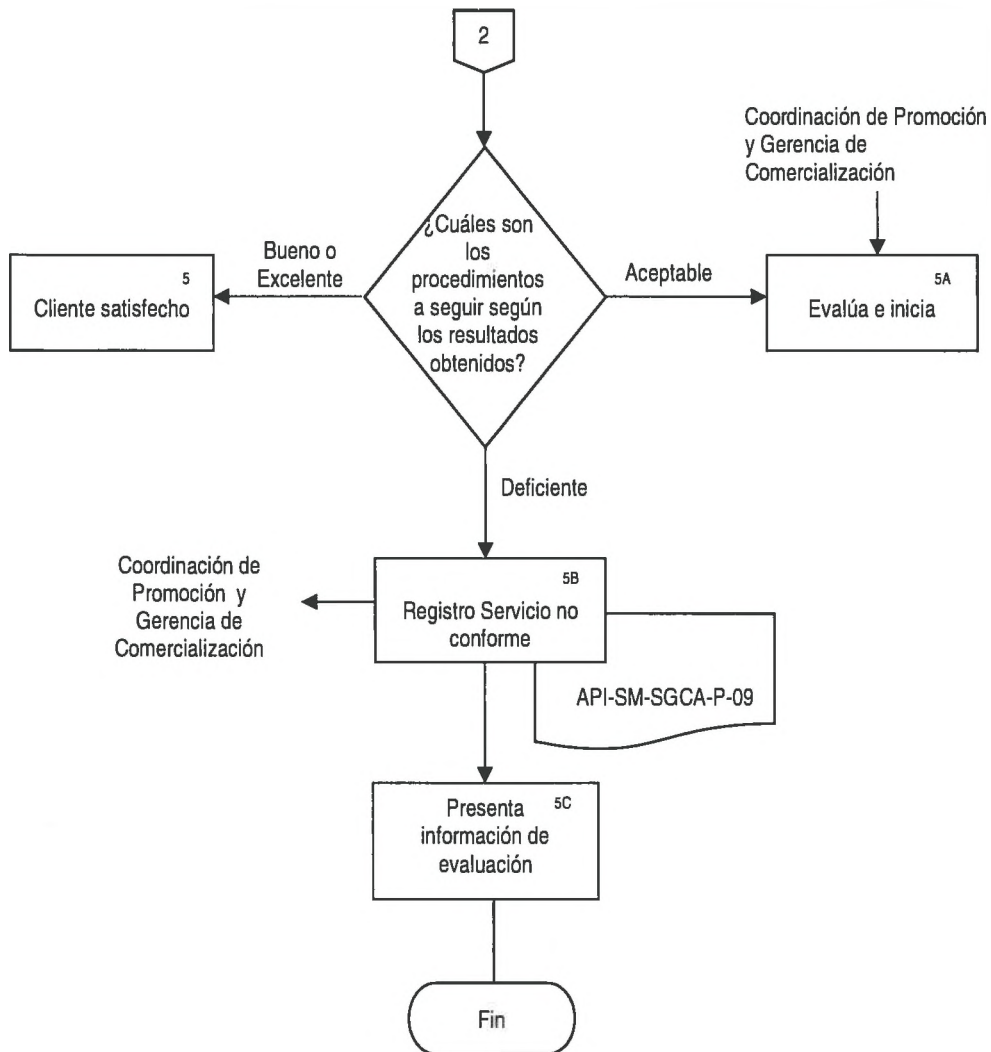 2
Coordinación de Promoción
y Gerencia de
Comercialización
¿Cuáles son
los
procedimientos
a seguir según
los resultados
obtenidos?
Bueno o
Excelente
Aceptable
5
Cliente satisfecho
5A
Evalúa e inicia
Deficiente
Coordinación de
Promoción y
Gerencia de
Comercialización
5B
Registro Servicio no
conforme
API-SM-SGCA-P-09
5C
Presenta
información de
evaluación
Fin